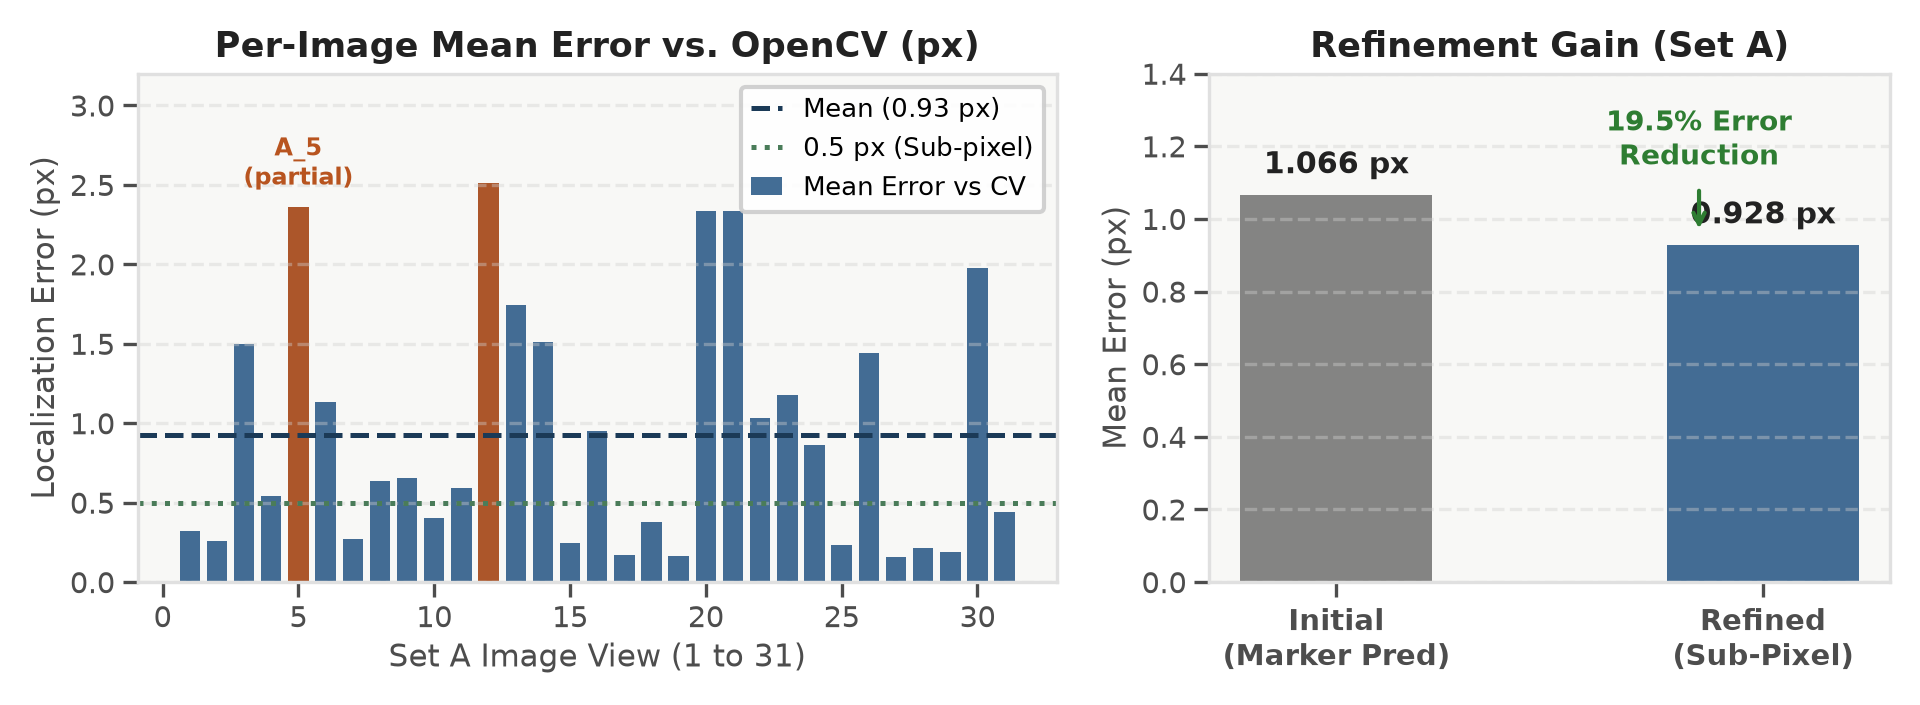 Per-Image Mean Error vs. OpenCV (px)
Localization Error (px)
3.0
2.5
2.0
1.5
1.0
0.5
0.0
A_5
(partial)
Mean (0.93 px)
0.5 px (Sub-pixel)
Mean Error vs CV
0 5 10 15 20 25 30
Set A Image View (1 to 31)
Refinement Gain (Set A)
Mean Error (px)
1.4
1.2
1.0
0.8
0.6
0.4
0.2
0.0
1.066 px
19.5% Error
Reduction
0.928 px
Initial
(Marker Pred)
Refined
(Sub-Pixel)